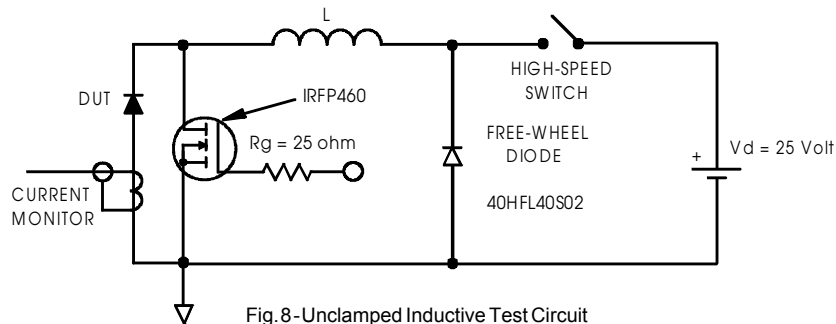 L
HIGH-SPEED
SWITCH
DUT
IRFP460
Rg = 25 ohm
FREE-WHEEL
DIODE
40HFL40S02
+
Vd = 25 Volt
CURRENT
MONITOR
Fig. 8 - Unclamped Inductive Test Circuit